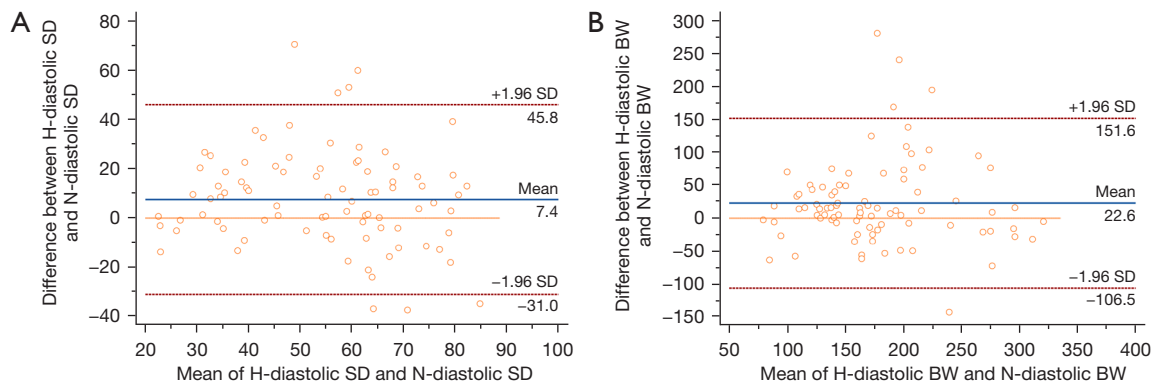 A
Difference between H-diastolic SD
and N-diastolic SD
80
60
40
20
0
−20
−40
+1.96 SD
45.8
Mean
7.4
−1.96 SD
−31.0
20 30 40 50 60 70 80 90 100
Mean of H-diastolic SD and N-diastolic SD
B
Difference between H-diastolic BW
and N-diastolic BW
300
250
200
150
100
50
0
−50
−100
−150
+1.96 SD
151.6
Mean
22.6
−1.96 SD
−106.5
50 100 150 200 250 300 350 400
Mean of H-diastolic BW and N-diastolic BW